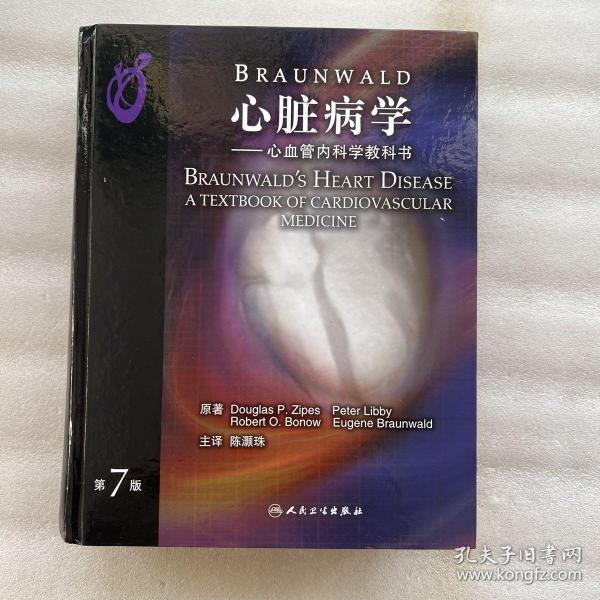 BRAUNWALD
心脏病学
——心血管内科学教科书
BRAUNWALD'S HEART DISEASE
A TEXTBOOK OF CARDIOVASCULAR
MEDICINE
原著 Douglas P. Zipes Peter Libby
Robert O. Bonow Eugene Braunwald
主译 陈灏珠
第7版
人民卫生出版社
孔夫子旧书网
www.kongfz.com